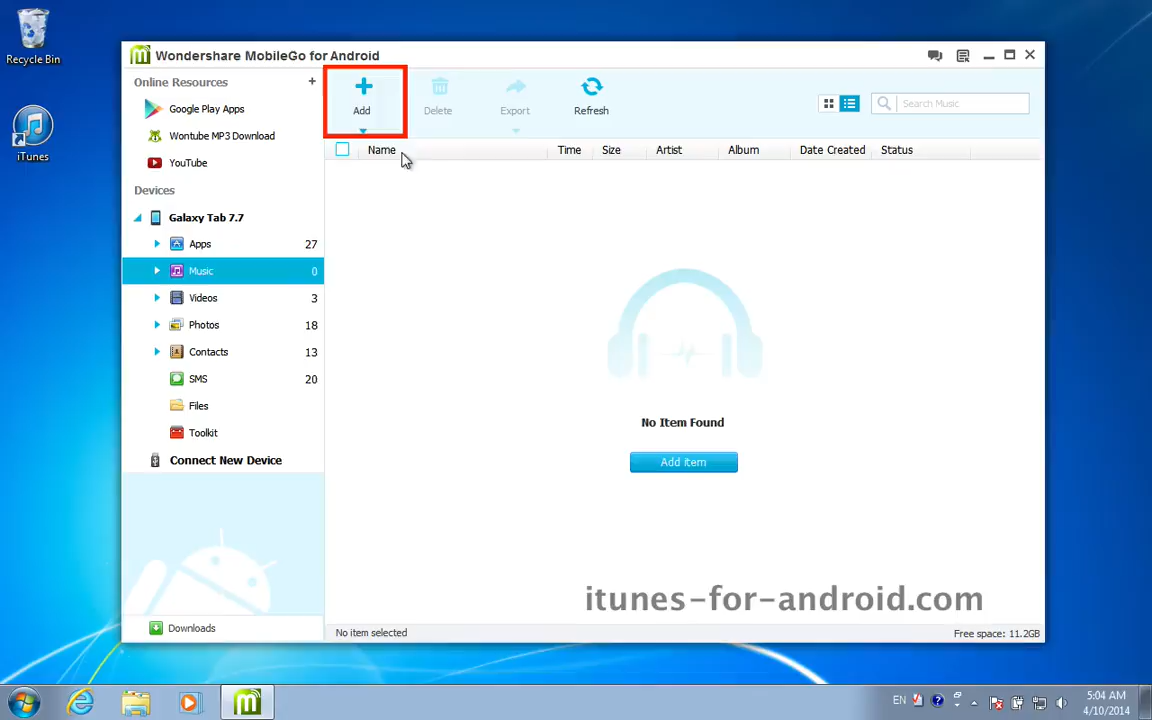 Recycle Bin
iTunes
Wondershare MobileGo for Android
Online Resources +
Google Play Apps
Wontube MP3 Download
YouTube
Devices
Galaxy Tab 7.7
Apps 27
Music 0
Videos 3
Photos 18
Contacts 13
SMS 20
Files
Toolkit
Connect New Device
Downloads
Add Delete Export Refresh
Search Music
Name Time Size Artist Album Date Created Status
No Item Found
Add item
itunes-for-android.com
No item selected Free space: 11.2GB
EN 5:04 AM
4/10/2014